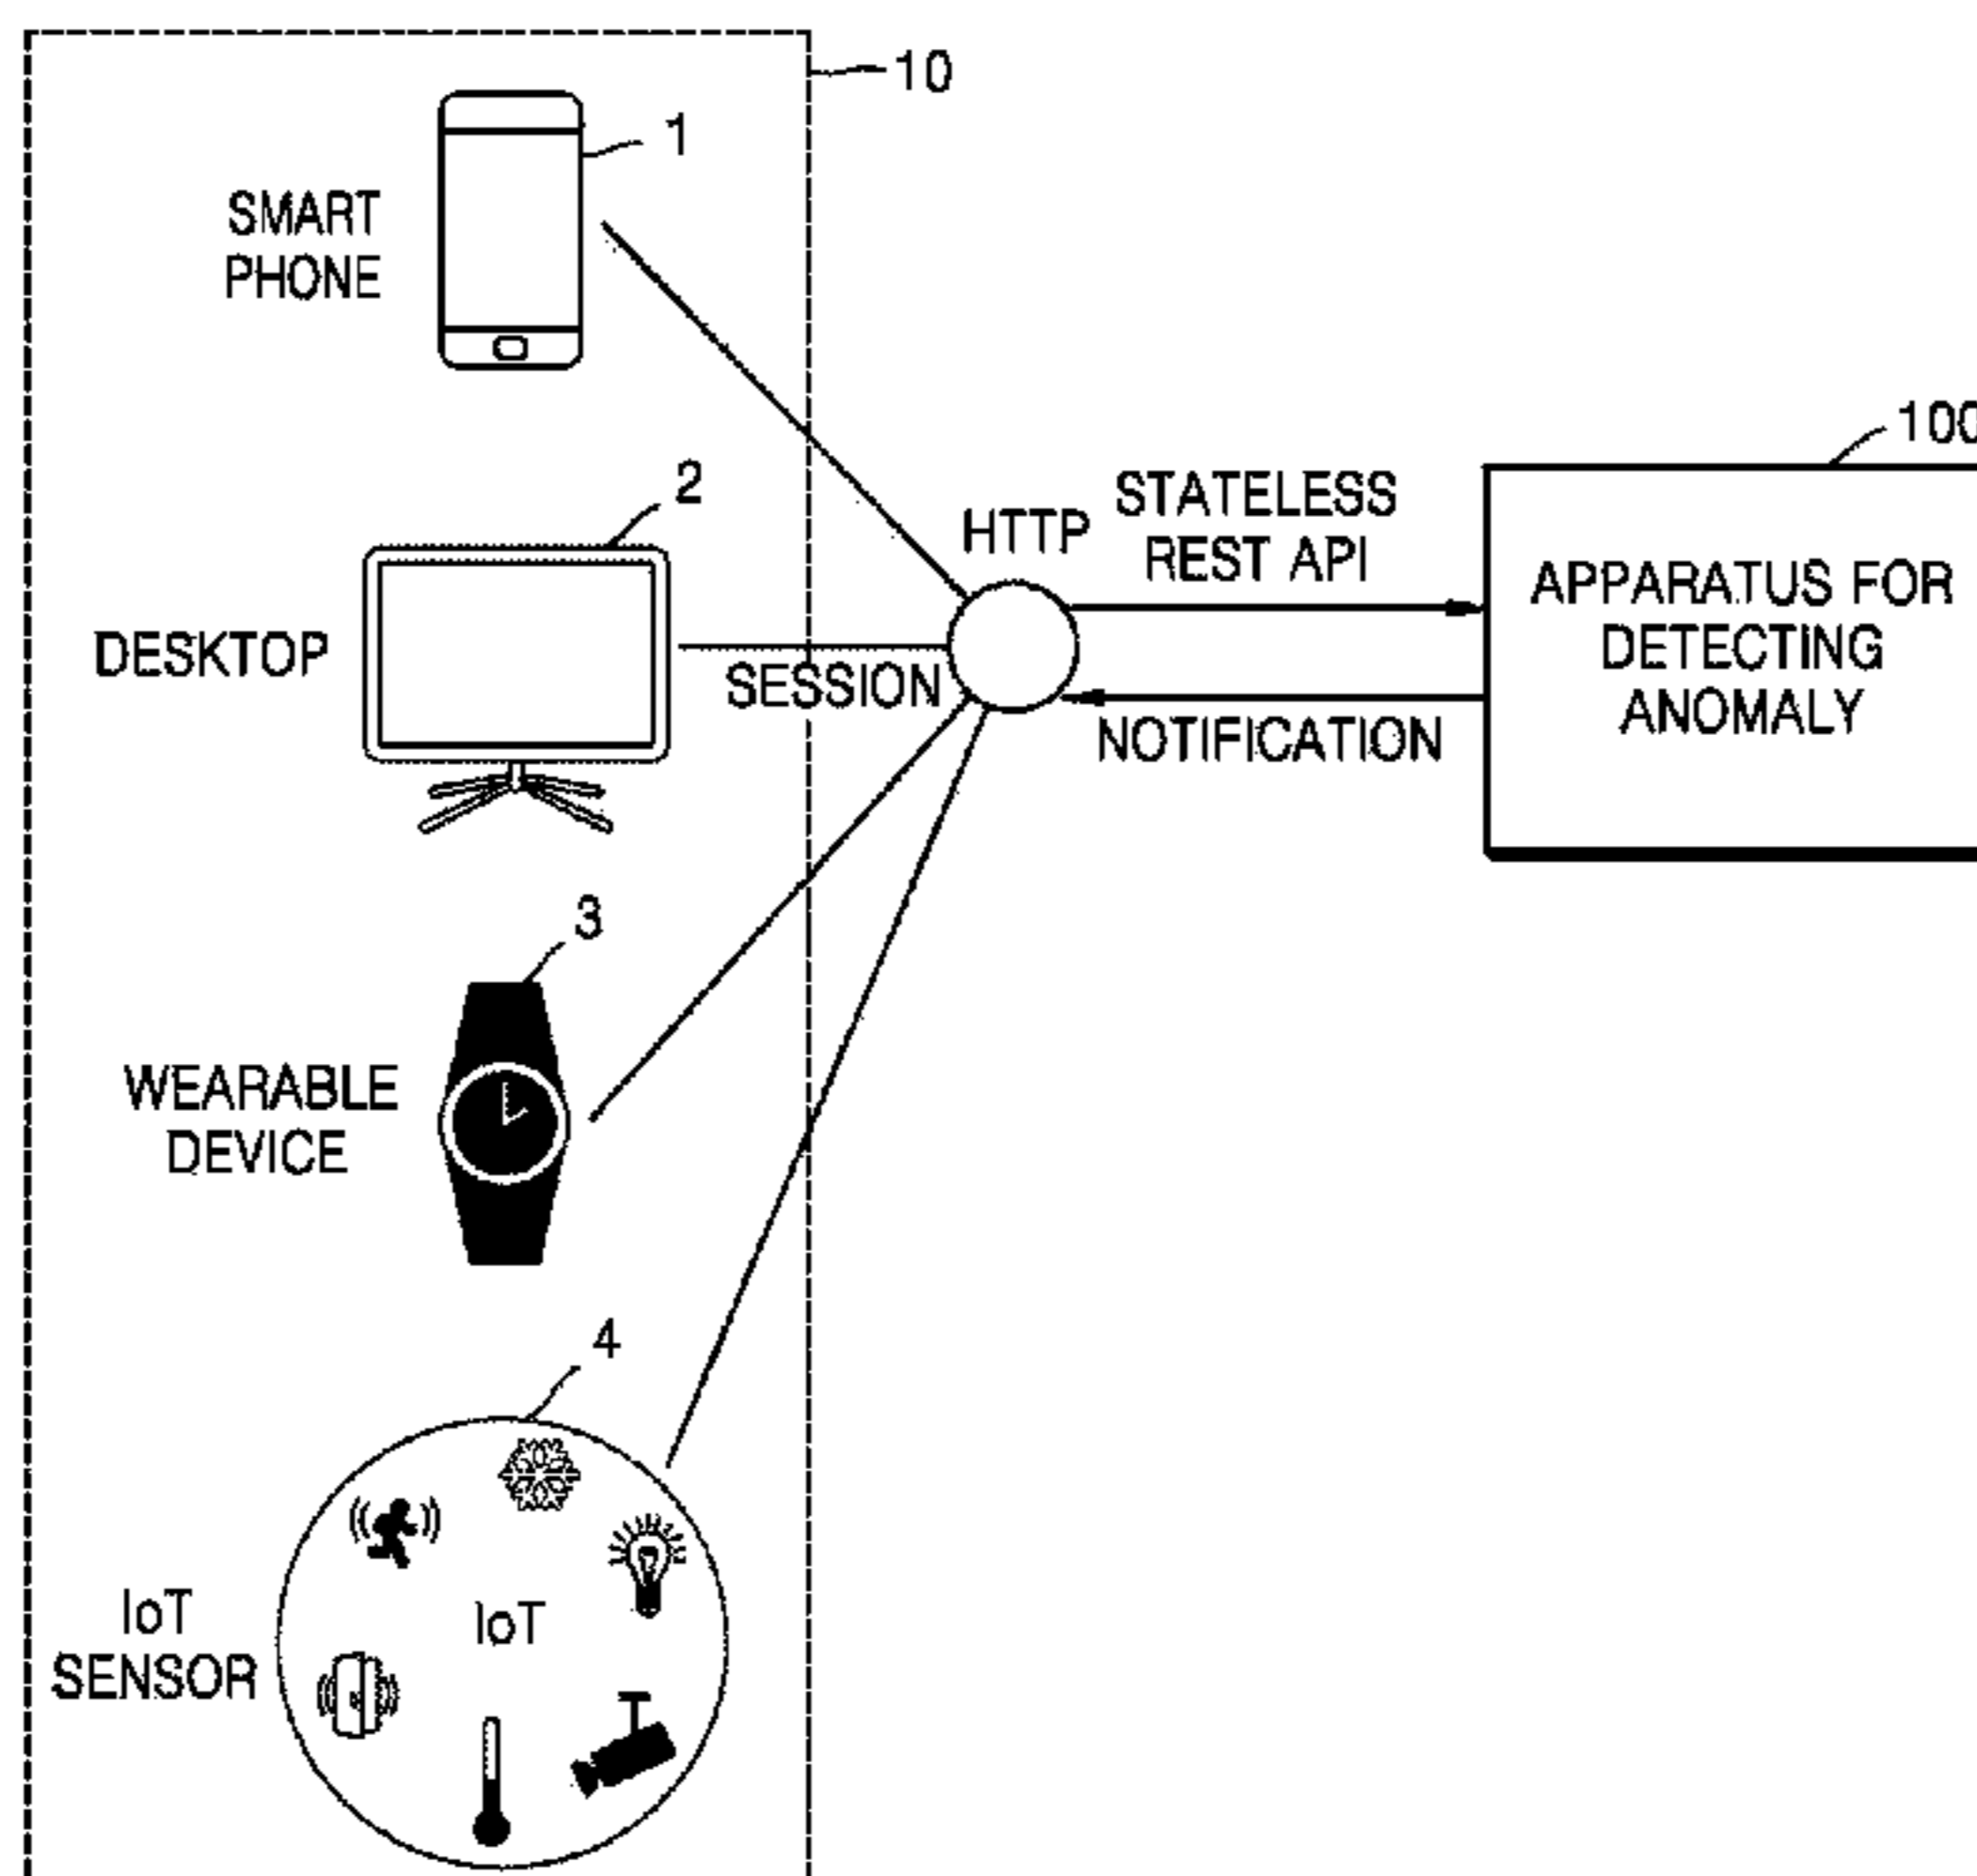 10
1
SMART
PHONE
2
DESKTOP
SESSION
HTTP
STATELESS
REST API
NOTIFICATION
100
APPARATUS FOR
DETECTING
ANOMALY
3
WEARABLE
DEVICE
4
IoT
SENSOR
IoT